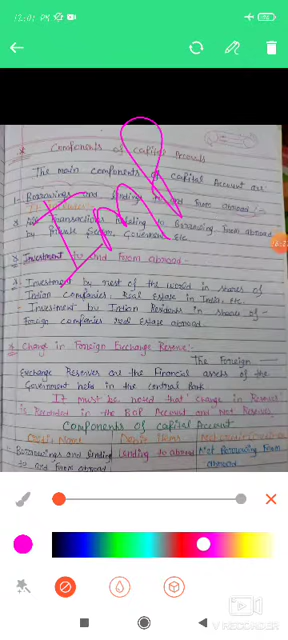 12:01 PM
Components of Capital Account
The main components of capital Account are
1. Borrowings and lending to and from abroad :-
All Transactions Relating to Borrowing from abroad
by Private Sector, Government Etc
Imp
2. Investment to and From abroad -
Investment by rest of the world in shares of
Indian companies, Real Estate in India, Etc.
Investment by Indian Residents in shares of
Foreign companies real Estate abroad
3. Change in Foreign Exchange Reserve:-
The Foreign
Exchange Reserves are the Financial assets of the
Government held in the central Bank
It must be noted that Change in Reserve
is Recorded in the BOP Account and not Reserves
Components of capital Account
Debit Items
Borrowings and lending
to and from abroad
Lending to abroad
Net Borrowing From
abroad
V RECORDER